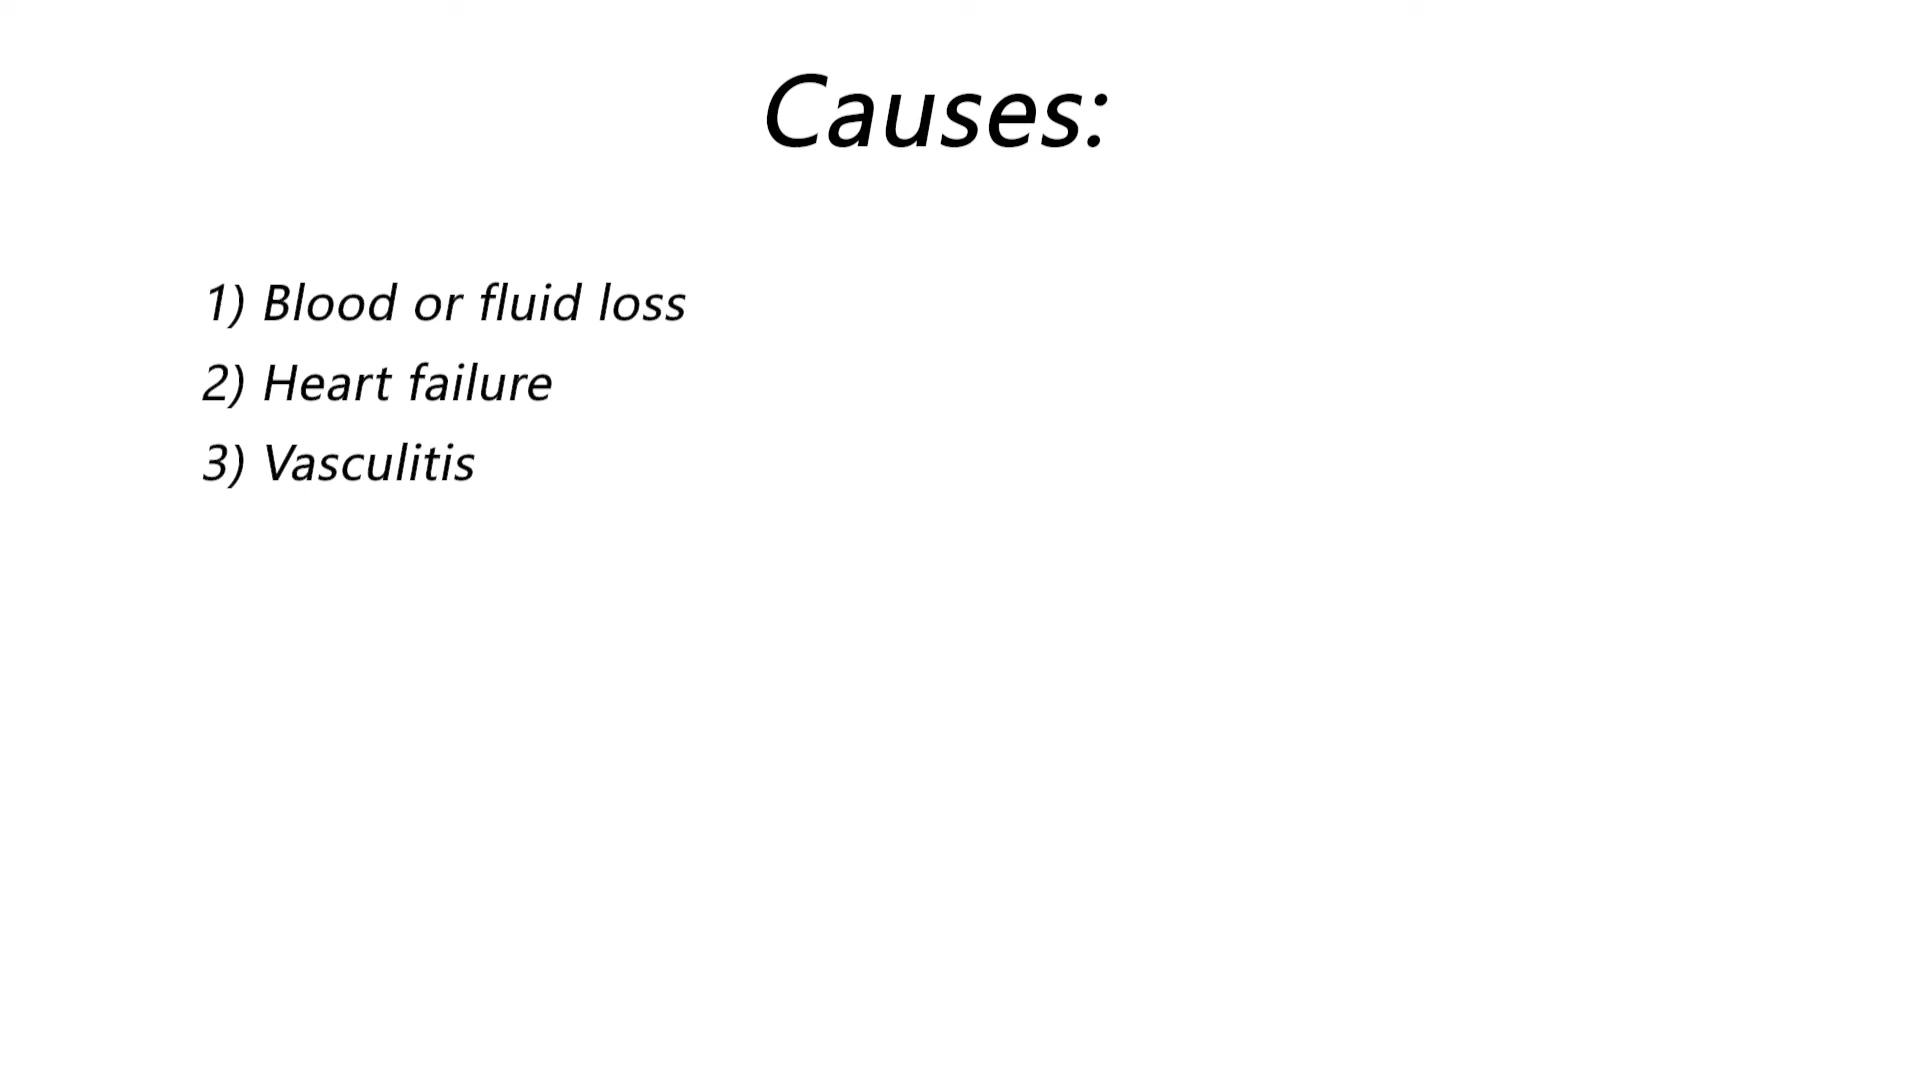 Causes:
1) Blood or fluid loss
2) Heart failure
3) Vasculitis